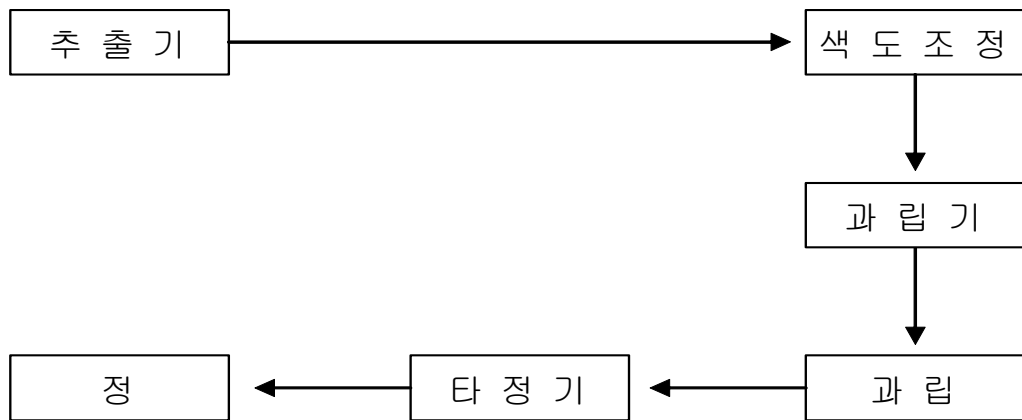 추 출 기
색 도 조 정
과 립 기
과 립
타 정 기
정